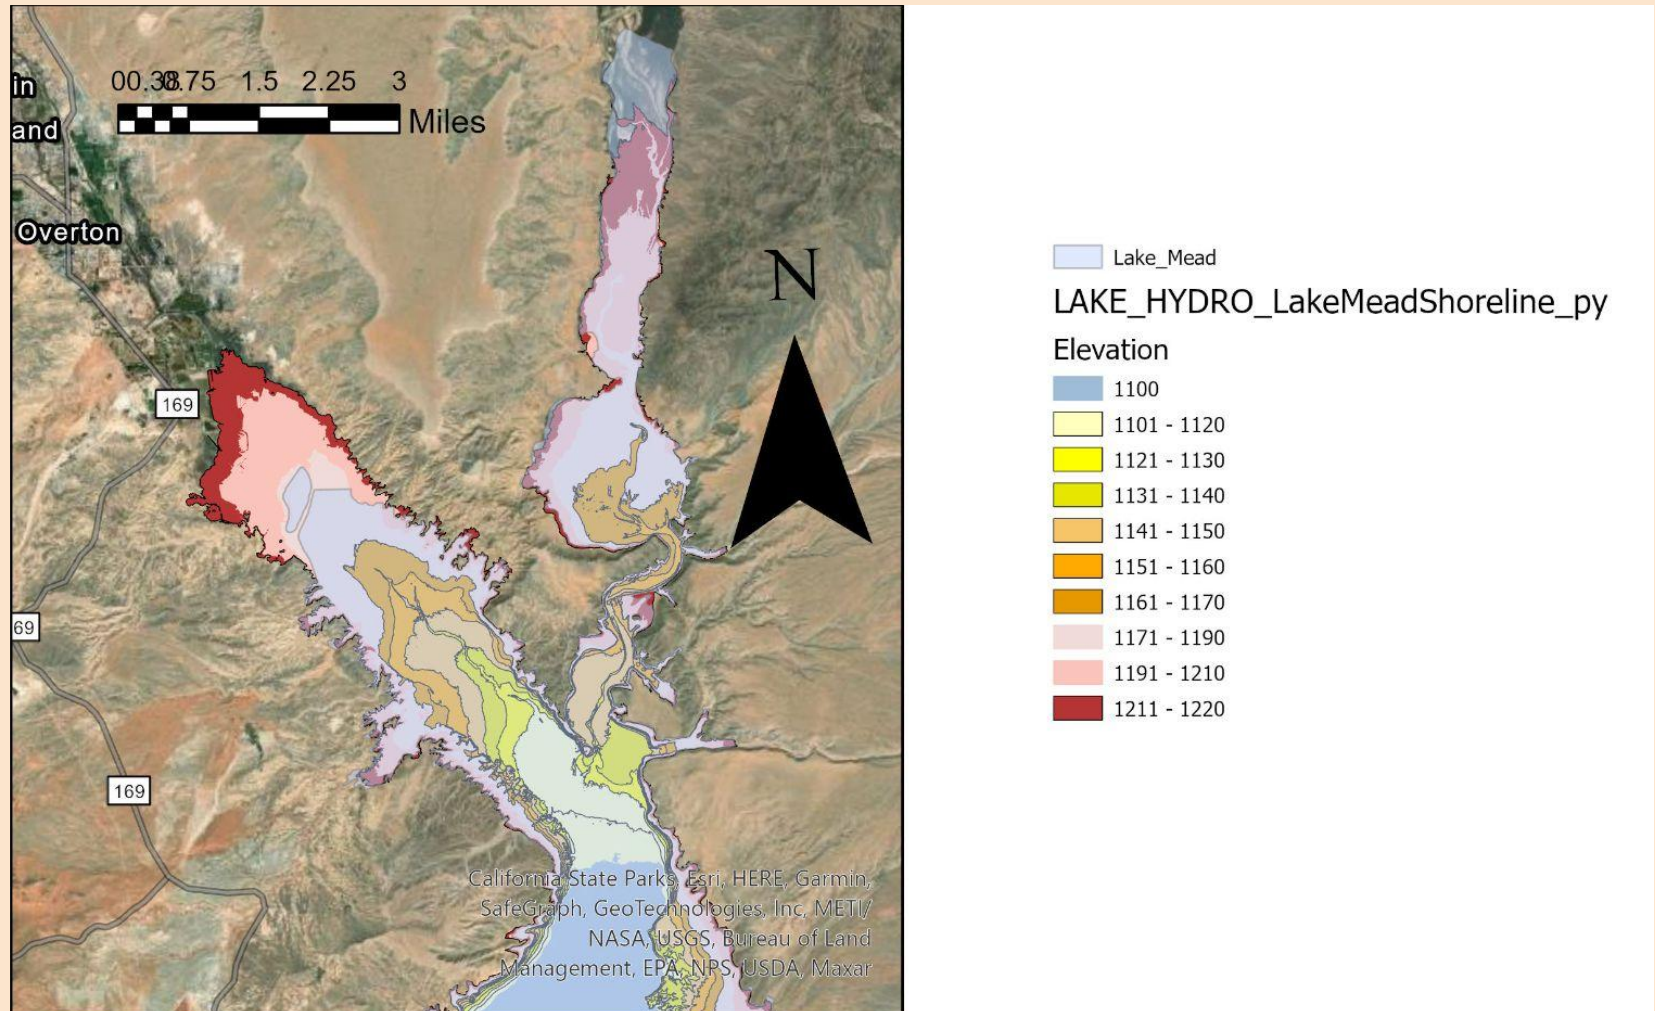 in
and
00.380.75 1.5 2.25 3
Miles
Overton
N
169
69
169
California State Parks, Esri, HERE, Garmin,
SafeGraph, GeoTechnologies, Inc, METI/
NASA, USGS, Bureau of Land
Management, EPA, NPS, USDA, Maxar
Lake_Mead
LAKE_HYDRO_LakeMeadShoreline_py
Elevation
1100
1101 - 1120
1121 - 1130
1131 - 1140
1141 - 1150
1151 - 1160
1161 - 1170
1171 - 1190
1191 - 1210
1211 - 1220